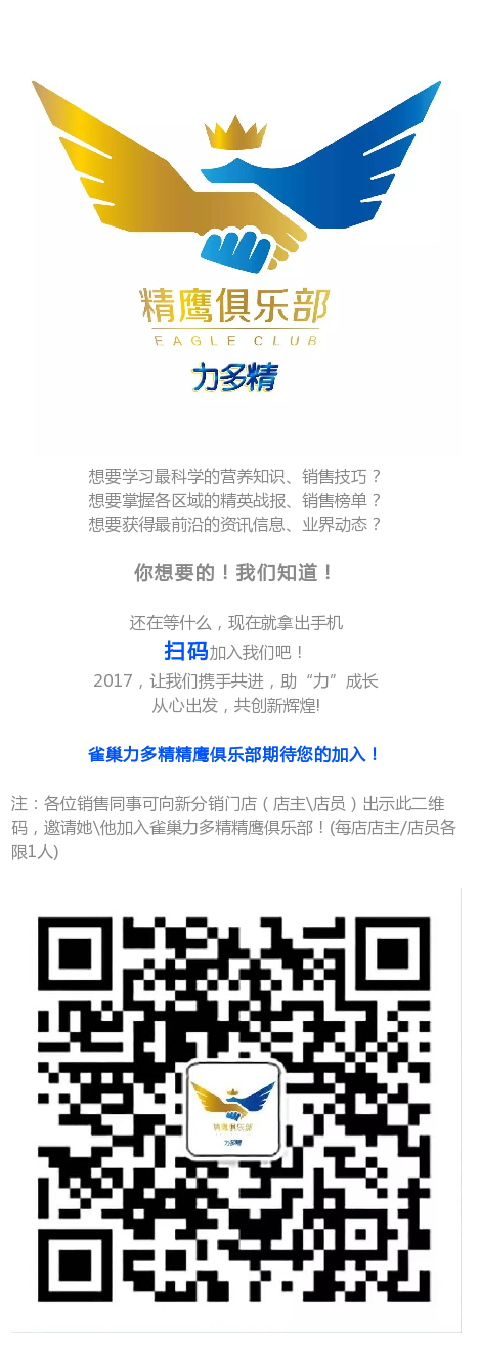 精鹰俱乐部
EAGLE CLUB
力多精
想要学习最科学的营养知识、销售技巧？
想要掌握各区域的精英战报、销售榜单？
想要获得最前沿的资讯信息、业界动态？
你想要的！我们知道！
还在等什么，现在就拿出手机
扫码加入我们吧！
2017，让我们携手共进，助“力”成长
从心出发，共创新辉煌!
雀巢力多精精鹰俱乐部期待您的加入！
注：各位销售同事可向新分销门店（店主\店员）出示此二维
码，邀请她\他加入雀巢力多精精鹰俱乐部！(每店店主/店员各
限1人)
精鹰俱乐部
力多精